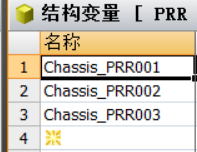 结构变量 [ PRR
名称
1 Chassis_PRR001
2 Chassis_PRR002
3 Chassis_PRR003
4